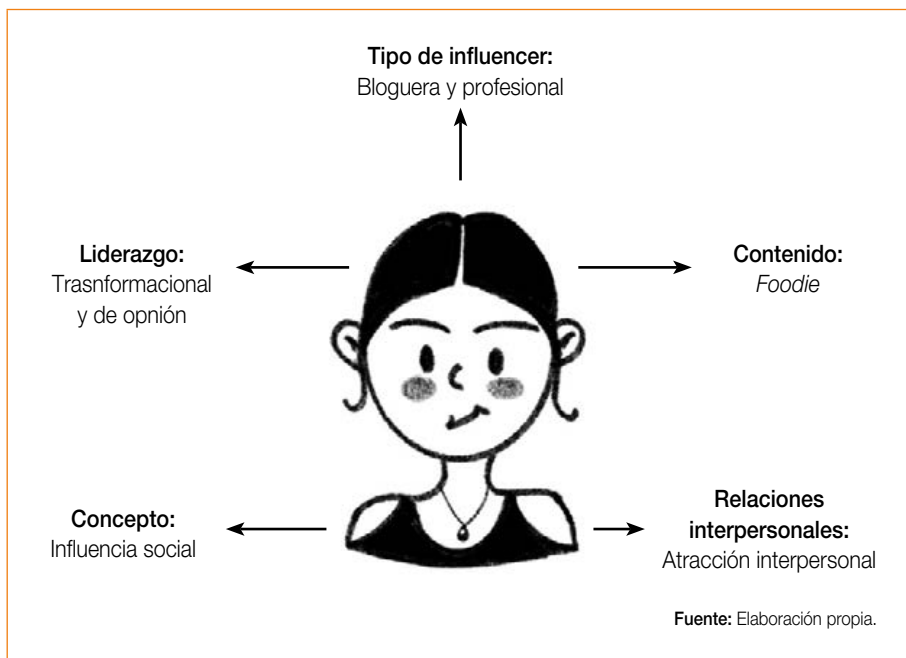 Tipo de influencer:
Bloguera y profesional
Liderazgo:
Trasnformacional
y de opnión
Contenido:
Foodie
Concepto:
Influencia social
Relaciones
interpersonales:
Atracción interpersonal
Fuente: Elaboración propia.